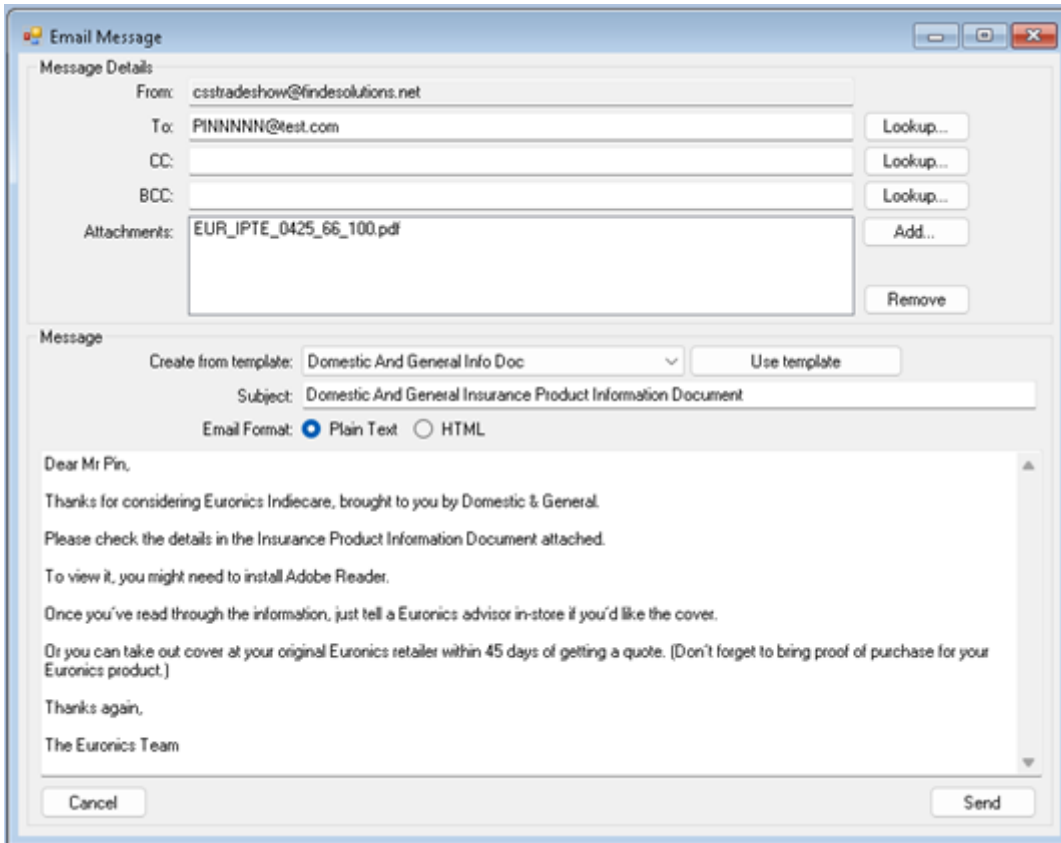 Email Message
Message Details
From: csstradeshow@findesolutions.net
To: PINNNNN@test.com Lookup...
CC: Lookup...
BCC: Lookup...
Attachments: EUR_IPTE_0425_66_100.pdf Add...
Remove
Message
Create from template: Domestic And General Info Doc Use template
Subject: Domestic And General Insurance Product Information Document
Email Format: Plain Text HTML
Dear Mr Pin,
Thanks for considering Euronics Indiecare, brought to you by Domestic & General.
Please check the details in the Insurance Product Information Document attached.
To view it, you might need to install Adobe Reader.
Once you've read through the information, just tell a Euronics advisor in-store if you'd like the cover.
Or you can take out cover at your original Euronics retailer within 45 days of getting a quote. (Don't forget to bring proof of purchase for your
Euronics product.)
Thanks again,
The Euronics Team
Cancel Send